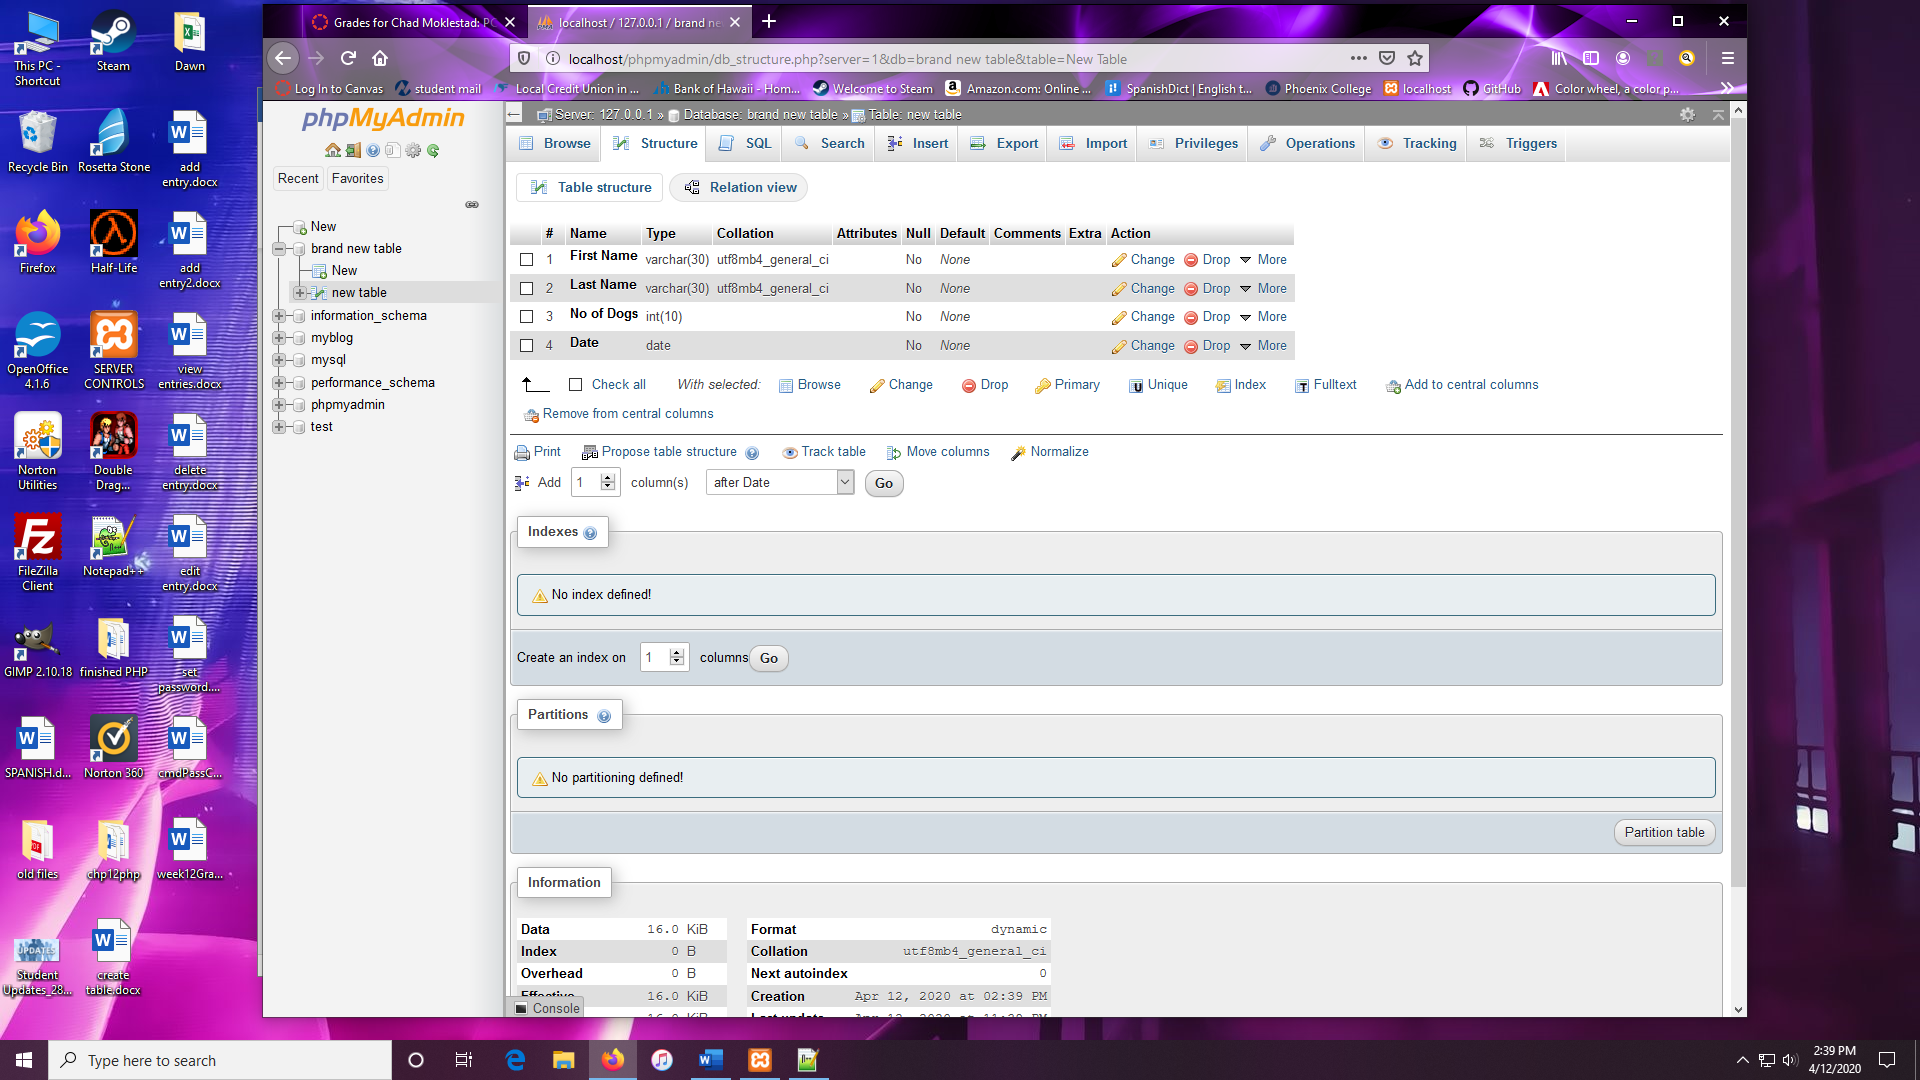 This PC - Shortcut
Steam
Dawn
Recycle Bin
Rosetta Stone
add entry.docx
Firefox
Half-Life
add entry2.docx
OpenOffice 4.1.6
SERVER CONTROLS
view entries.docx
Norton Utilities
Double Drag...
delete entry.docx
FileZilla Client
Notepad++
edit entry.docx
GIMP 2.10.18
finished PHP
set password....
SPANISH.d...
Norton 360
cmdPassC...
old files
chp12php
week12Gra...
Student Updates_28...
create table.docx
Grades for Chad Moklestad: PC
localhost / 127.0.0.1 / brand ne
localhost/phpmyadmin/db_structure.php?server=1&db=brand new table&table=New Table
Log In to Canvas
student mail
Local Credit Union in ...
Bank of Hawaii - Hom...
Welcome to Steam
Amazon.com: Online ...
SpanishDict | English t...
Phoenix College
localhost
GitHub
Color wheel, a color p...
phpMyAdmin
Recent
Favorites
New
brand new table
New
new table
information_schema
myblog
mysql
performance_schema
phpmyadmin
test
Server: 127.0.0.1 » Database: brand new table » Table: new table
Browse Structure SQL Search Insert Export Import Privileges Operations Tracking Triggers
Table structure Relation view
# Name Type Collation Attributes Null Default Comments Extra Action
1 First Name varchar(30) utf8mb4_general_ci No None Change Drop More
2 Last Name varchar(30) utf8mb4_general_ci No None Change Drop More
3 No of Dogs int(10) No None Change Drop More
4 Date date No None Change Drop More
Check all With selected: Browse Change Drop Primary Unique Index Fulltext Add to central columns
Remove from central columns
Print Propose table structure Track table Move columns Normalize
Add 1 column(s) after Date Go
Indexes
No index defined!
Create an index on 1 columns Go
Partitions
No partitioning defined!
Partition table
Information
Data 16.0 KiB Format dynamic
Index 0 B Collation utf8mb4_general_ci
Overhead 0 B Next autoindex 0
Effective 16.0 KiB Creation Apr 12, 2020 at 02:39 PM
Console
Type here to search
2:39 PM
4/12/2020